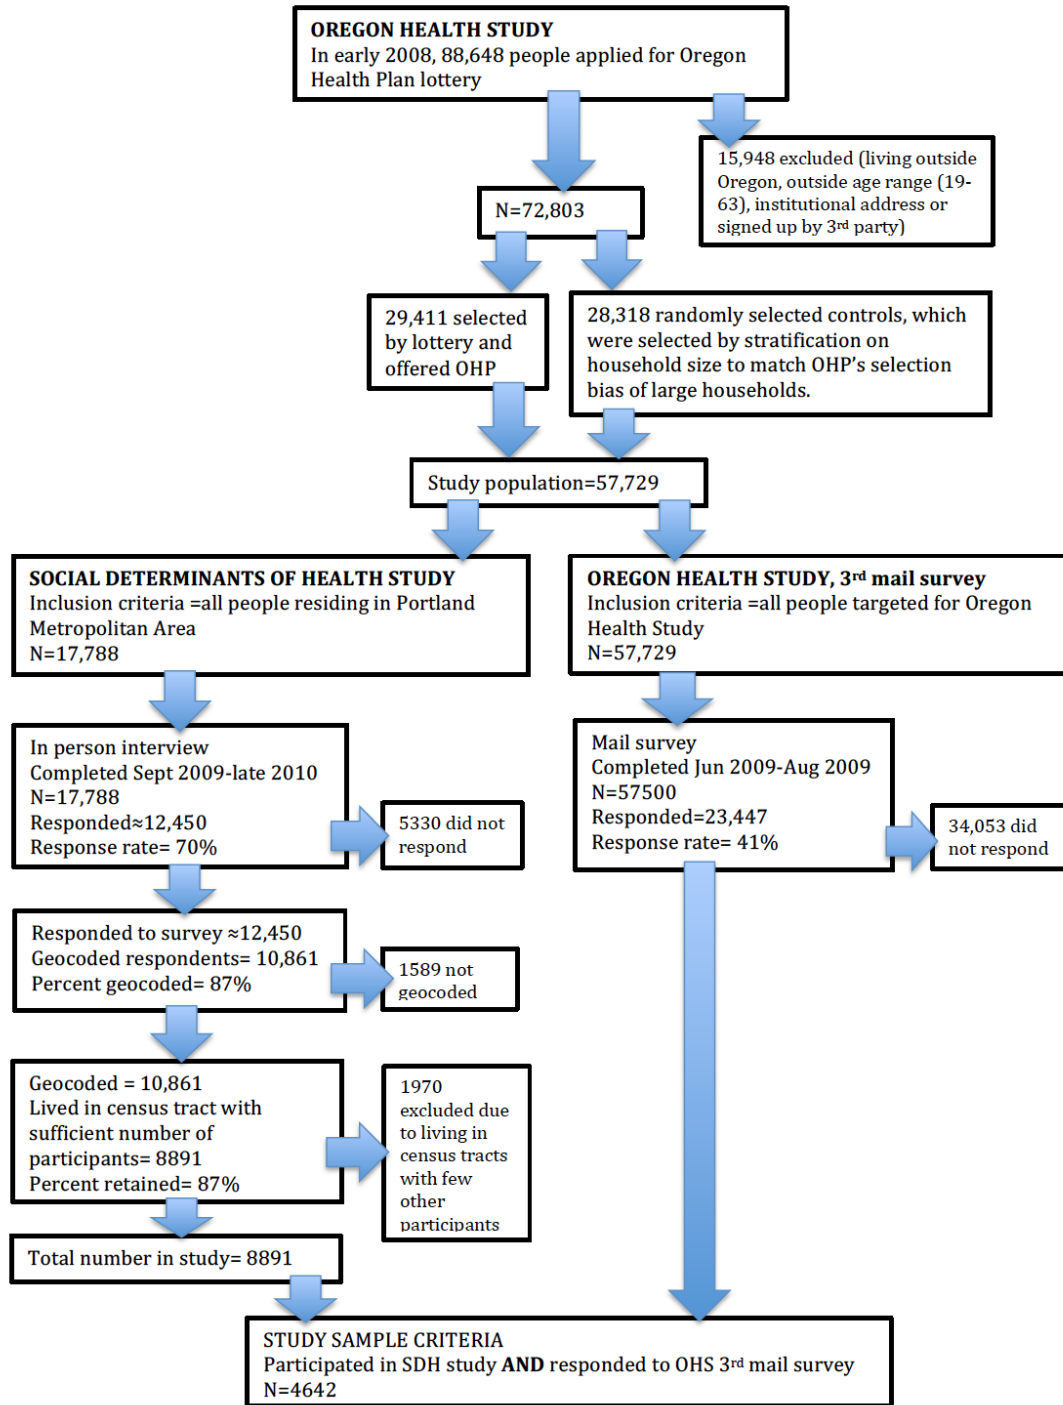 OREGON HEALTH STUDY
In early 2008, 88,648 people applied for Oregon
Health Plan lottery
15,948 excluded (living outside
Oregon, outside age range (19-
63), institutional address or
signed up by 3rd party)
N=72,803
29,411 selected
by lottery and
offered OHP
28,318 randomly selected controls, which
were selected by stratification on
household size to match OHP’s selection
bias of large households.
Study population=57,729
SOCIAL DETERMINANTS OF HEALTH STUDY
Inclusion criteria =all people residing in Portland
Metropolitan Area
N=17,788
OREGON HEALTH STUDY, 3rd mail survey
Inclusion criteria =all people targeted for Oregon
Health Study
N=57,729
In person interview
Completed Sept 2009-late 2010
N=17,788
Responded≈12,450
Response rate= 70%
5330 did not
respond
Mail survey
Completed Jun 2009-Aug 2009
N=57500
Responded=23,447
Response rate= 41%
34,053 did
not respond
Responded to survey ≈12,450
Geocoded respondents= 10,861
Percent geocoded= 87%
1589 not
geocoded
Geocoded = 10,861
Lived in census tract with
sufficient number of
participants= 8891
Percent retained= 87%
1970
excluded due
to living in
census tracts
with few
other
participants
Total number in study= 8891
STUDY SAMPLE CRITERIA
Participated in SDH study AND responded to OHS 3rd mail survey
N=4642